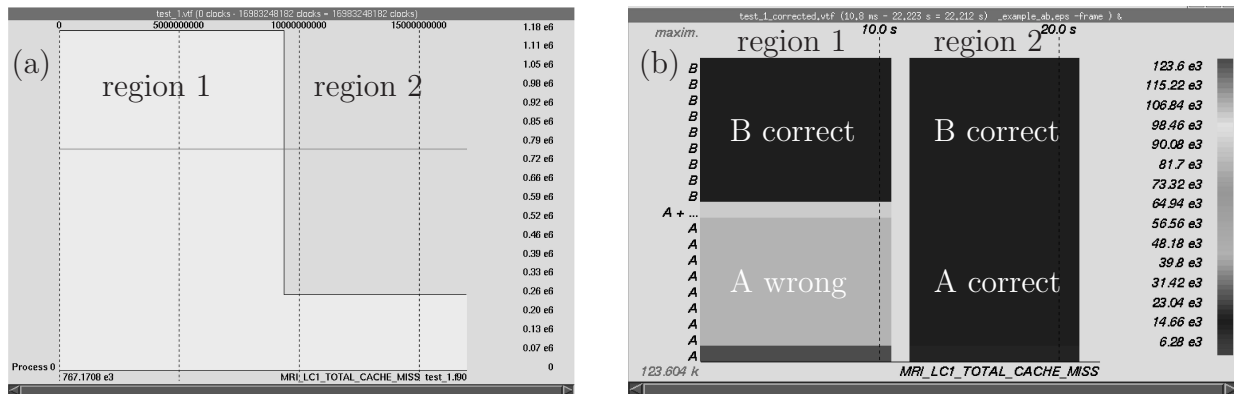 test_1.vtf (0 clocks - 16983248182 clocks = 16983248182 clocks)
0 5000000000 10000000000 15000000000
(a)
region 1
region 2
1.18 e6
1.11 e6
1.05 e6
0.98 e6
0.92 e6
0.85 e6
0.79 e6
0.72 e6
0.66 e6
0.59 e6
0.52 e6
0.46 e6
0.39 e6
0.33 e6
0.26 e6
0.20 e6
0.13 e6
0.07 e6
0
Process 0
767.1708 e3
MRI_LC1_TOTAL_CACHE_MISS test_1.f90
test_1_corrected.vtf (10.8 ms - 22.223 s = 22.212 s) _example_ab.eps -frame ) &
maxim.
10.0 s
20.0 s
region 1
region 2
(b)
B
B
B
B
B
B
B
B
B
A + ...
A
A
A
A
A
A
A
A
A
B correct
B correct
A wrong
A correct
123.6 e3
115.22 e3
106.84 e3
98.46 e3
90.08 e3
81.7 e3
73.32 e3
64.94 e3
56.56 e3
48.18 e3
39.8 e3
31.42 e3
23.04 e3
14.66 e3
6.28 e3
123.604 k
MRI_LC1_TOTAL_CACHE_MISS